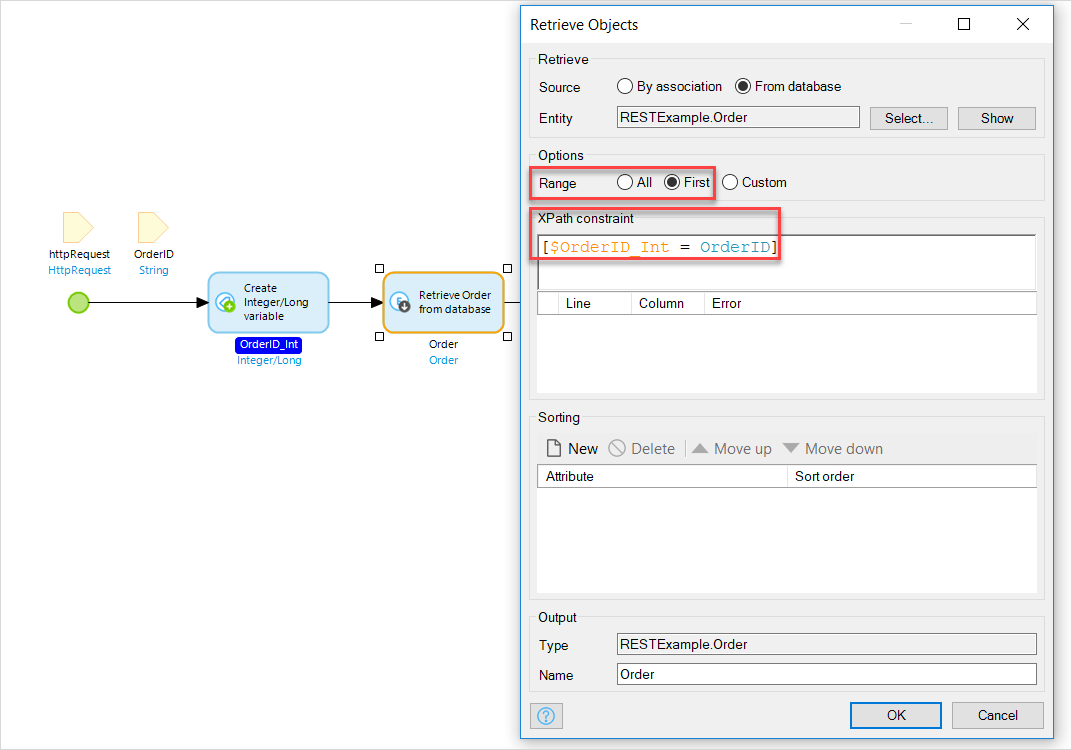 httpRequest
HttpRequest
OrderID
String
Create
Integer/Long
variable
OrderID_Int
Integer/Long
Retrieve Order
from database
Order
Order
Retrieve Objects
Retrieve
Source By association From database
Entity RESTExample.Order Select... Show
Options
Range All First Custom
XPath constraint
[$OrderID_Int = OrderID]
Line Column Error
Sorting
New Delete Move up Move down
Attribute Sort order
Output
Type RESTExample.Order
Name Order
? OK Cancel